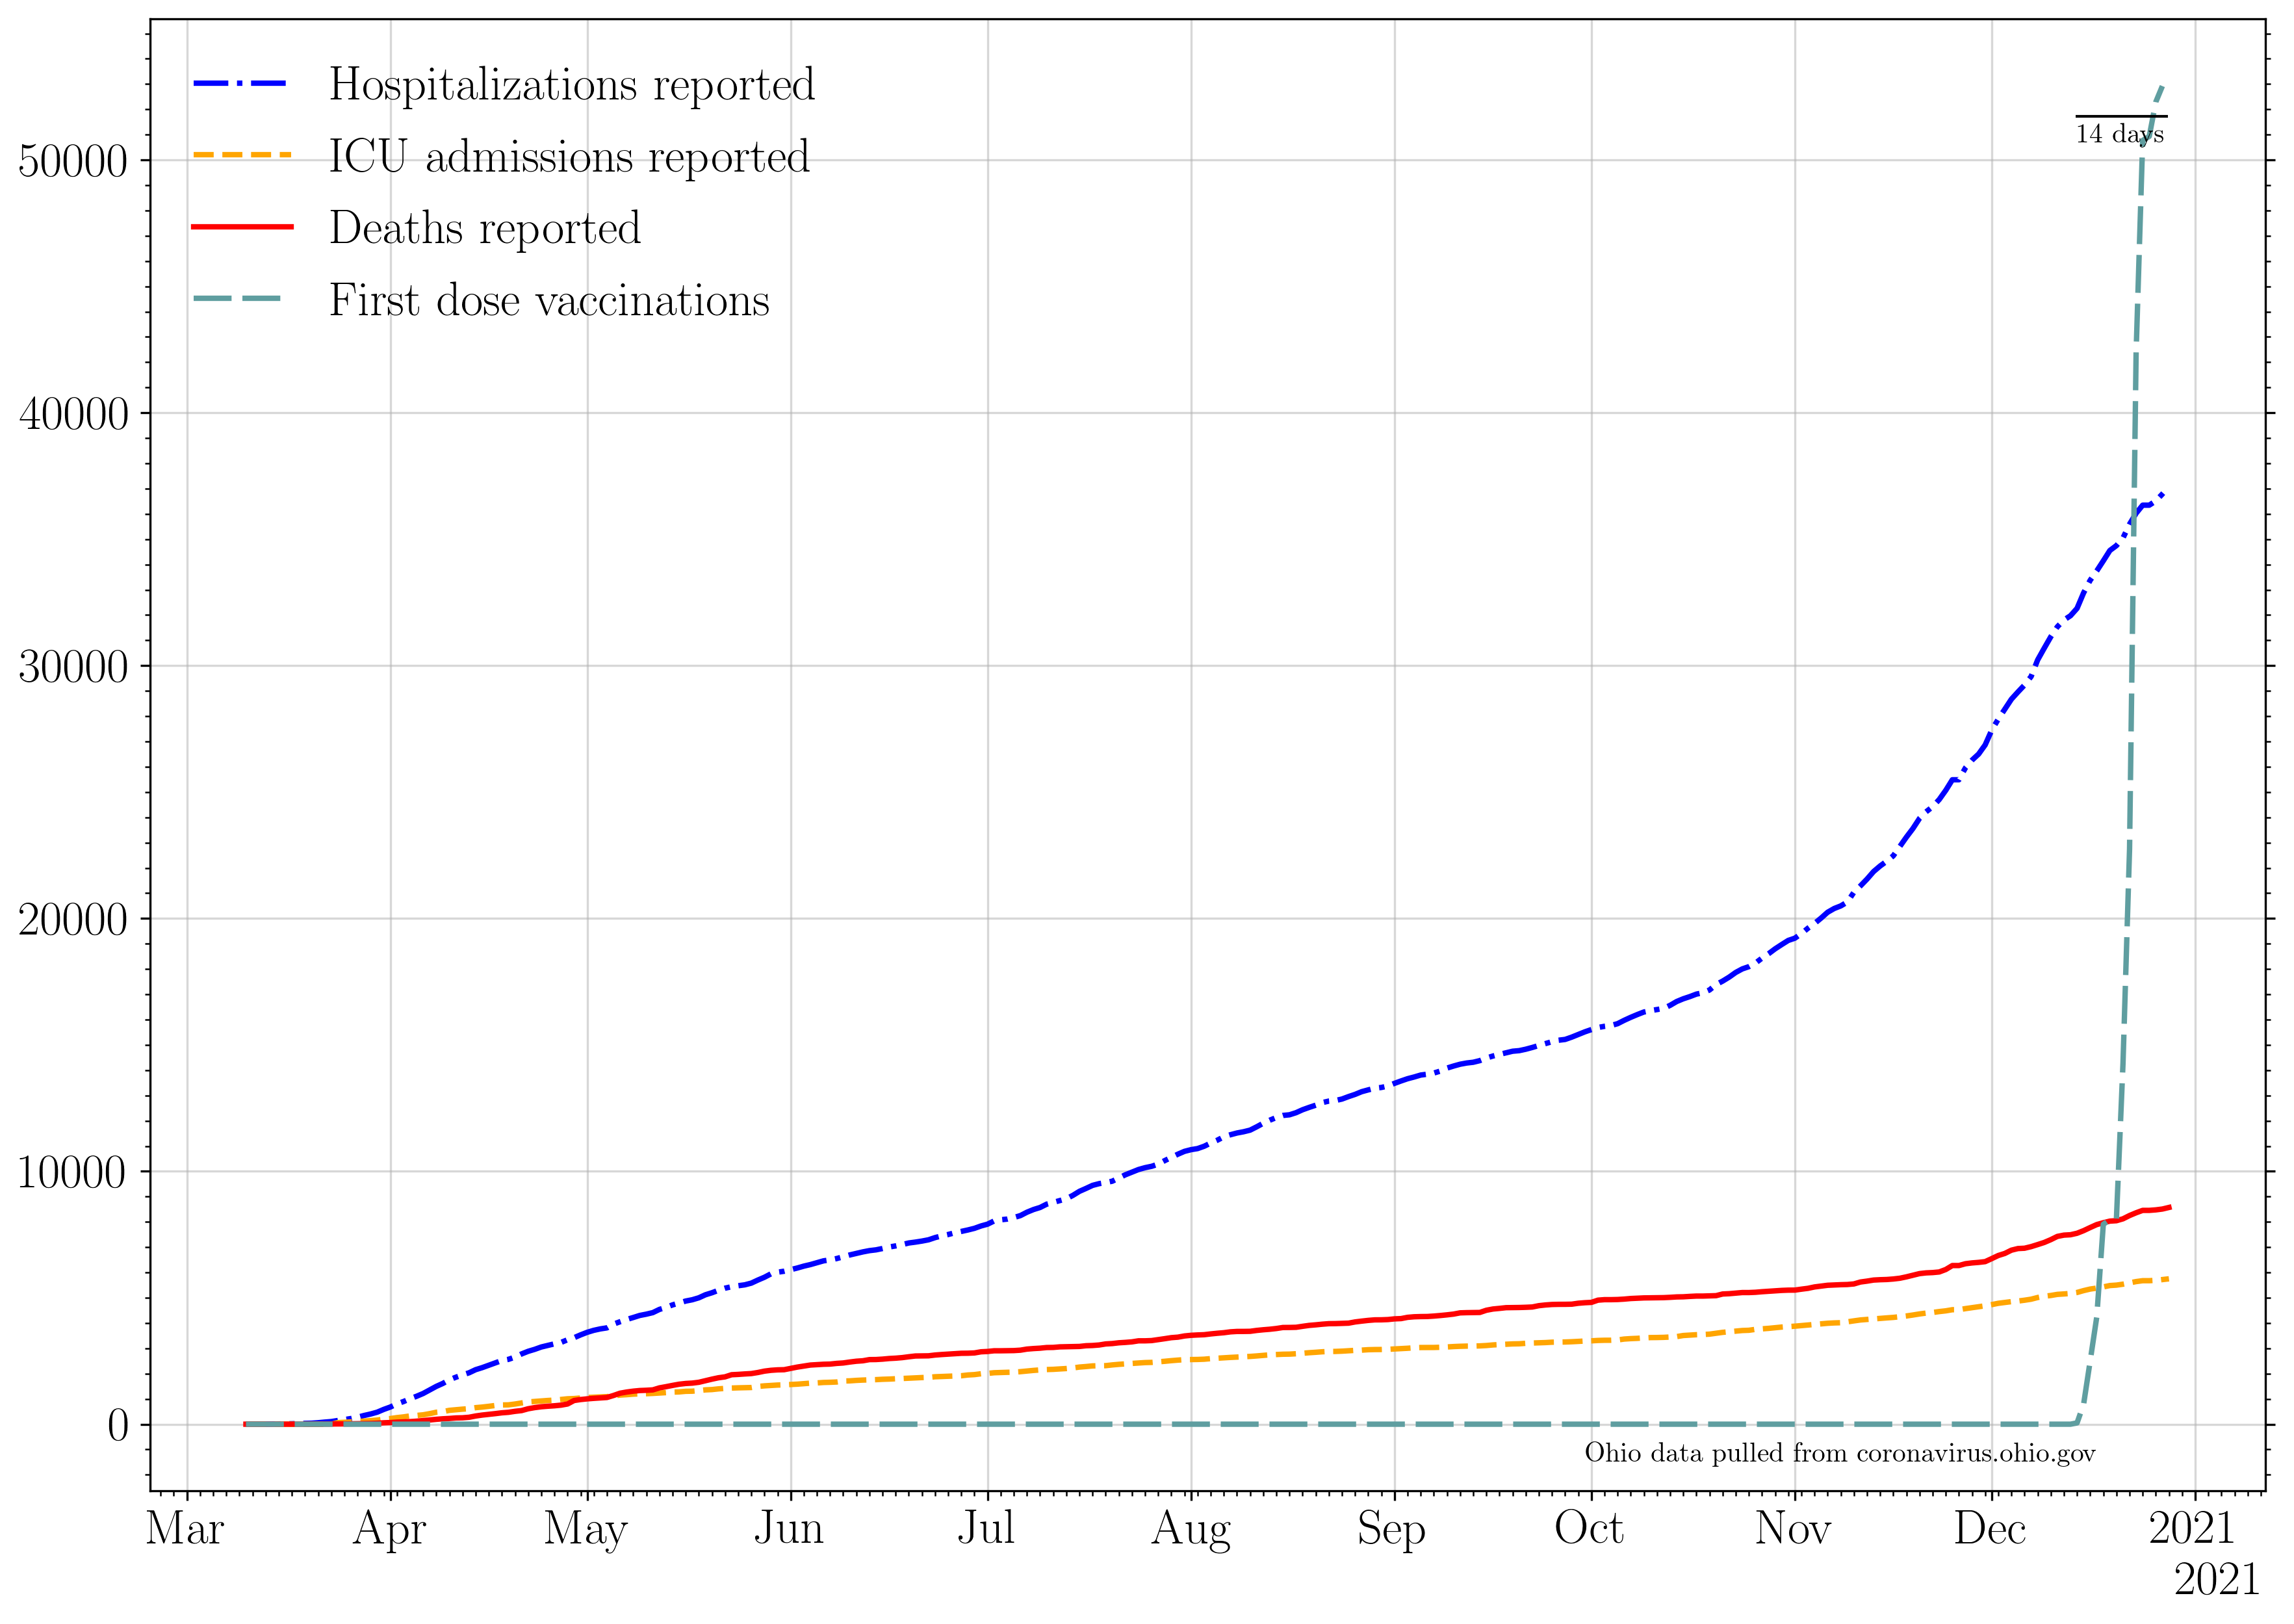 Hospitalizations reported
ICU admissions reported
Deaths reported
First dose vaccinations
14 days
50000
40000
30000
20000
10000
0
Ohio data pulled from coronavirus.ohio.gov
Mar Apr May Jun Jul Aug Sep Oct Nov Dec 2021
2021